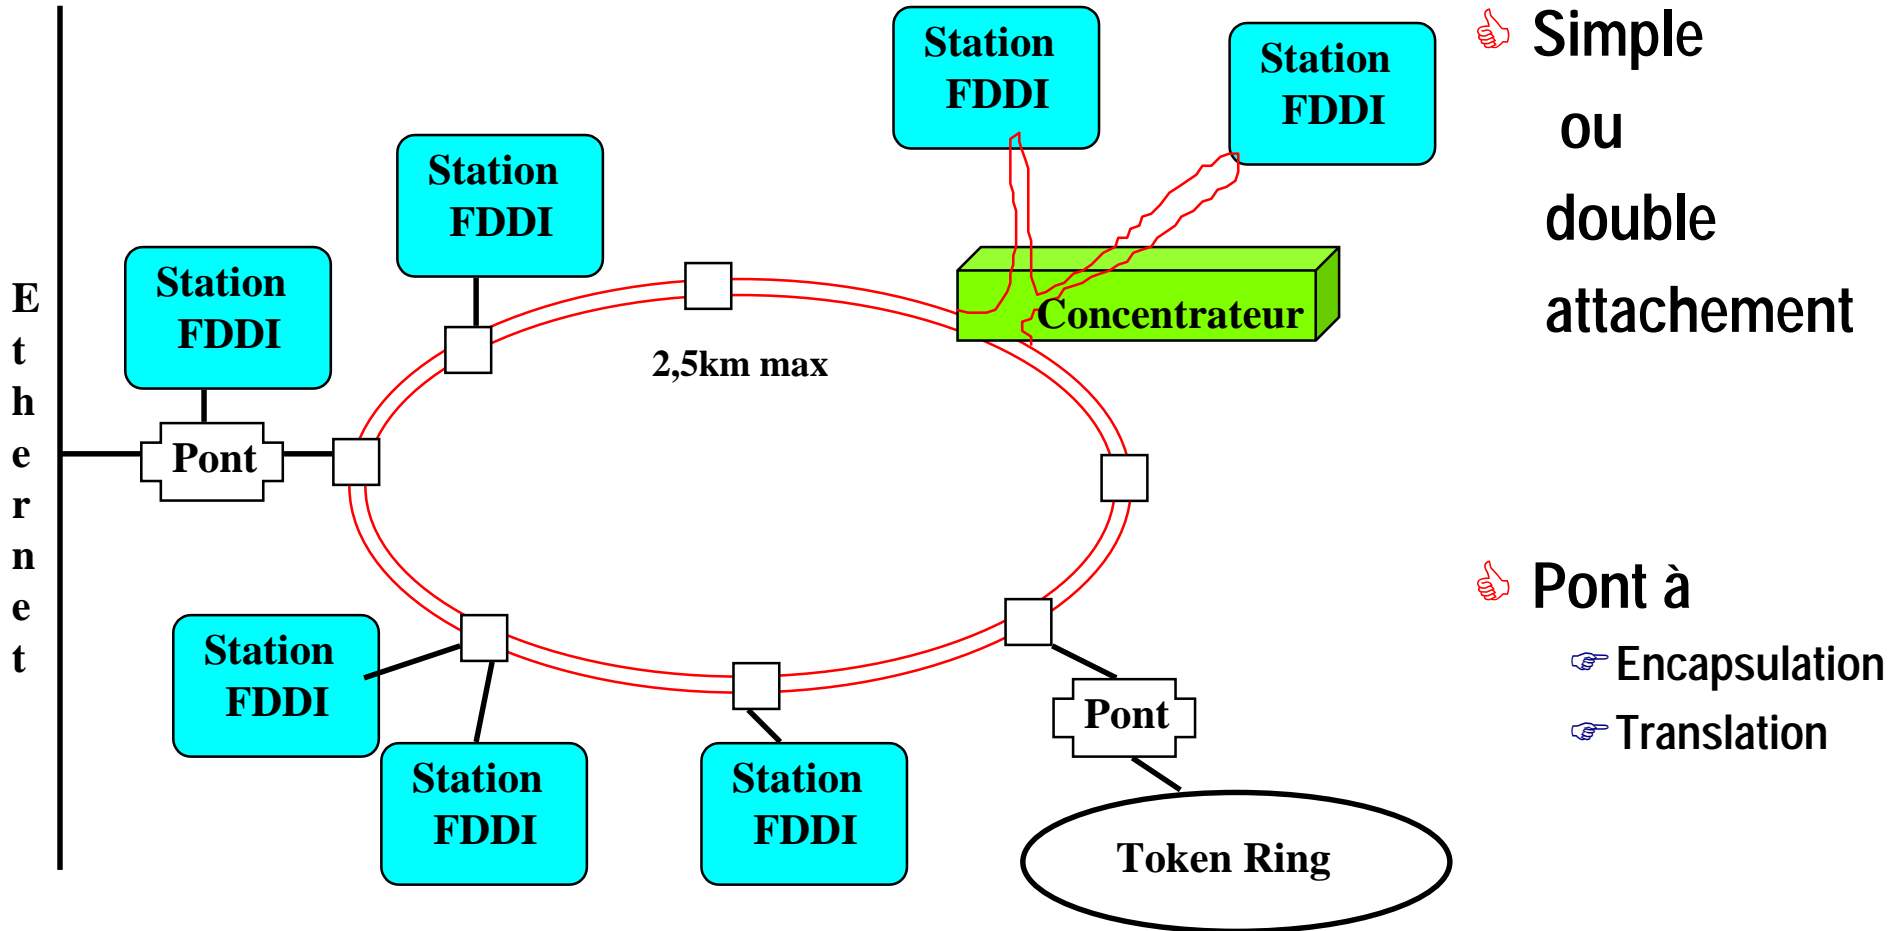 Station
FDDI
Station
FDDI
Simple
ou
double
attachement
Station
FDDI
Station
FDDI
Ethernet
Concentrateur
2,5km max
Pont
Pont à
Encapsulation
Translation
Station
FDDI
Station
FDDI
Station
FDDI
Pont
Token Ring